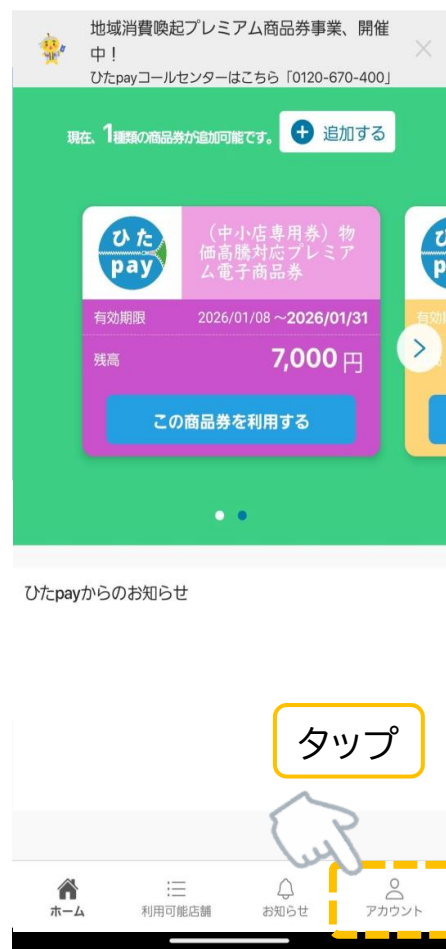 地域消費喚起プレミアム商品券事業、開催
中！
ひたpayコールセンターはこちら「0120-670-400」
現在、1種類の商品券が追加可能です。
追加する
ひた
pay
（中小店専用券）物
価高騰対応プレミア
ム電子商品券
有効期限 2026/01/08～2026/01/31
残高 7,000 円
この商品券を利用する
ひたpayからのお知らせ
タップ
ホーム
利用可能店舗
お知らせ
アカウント